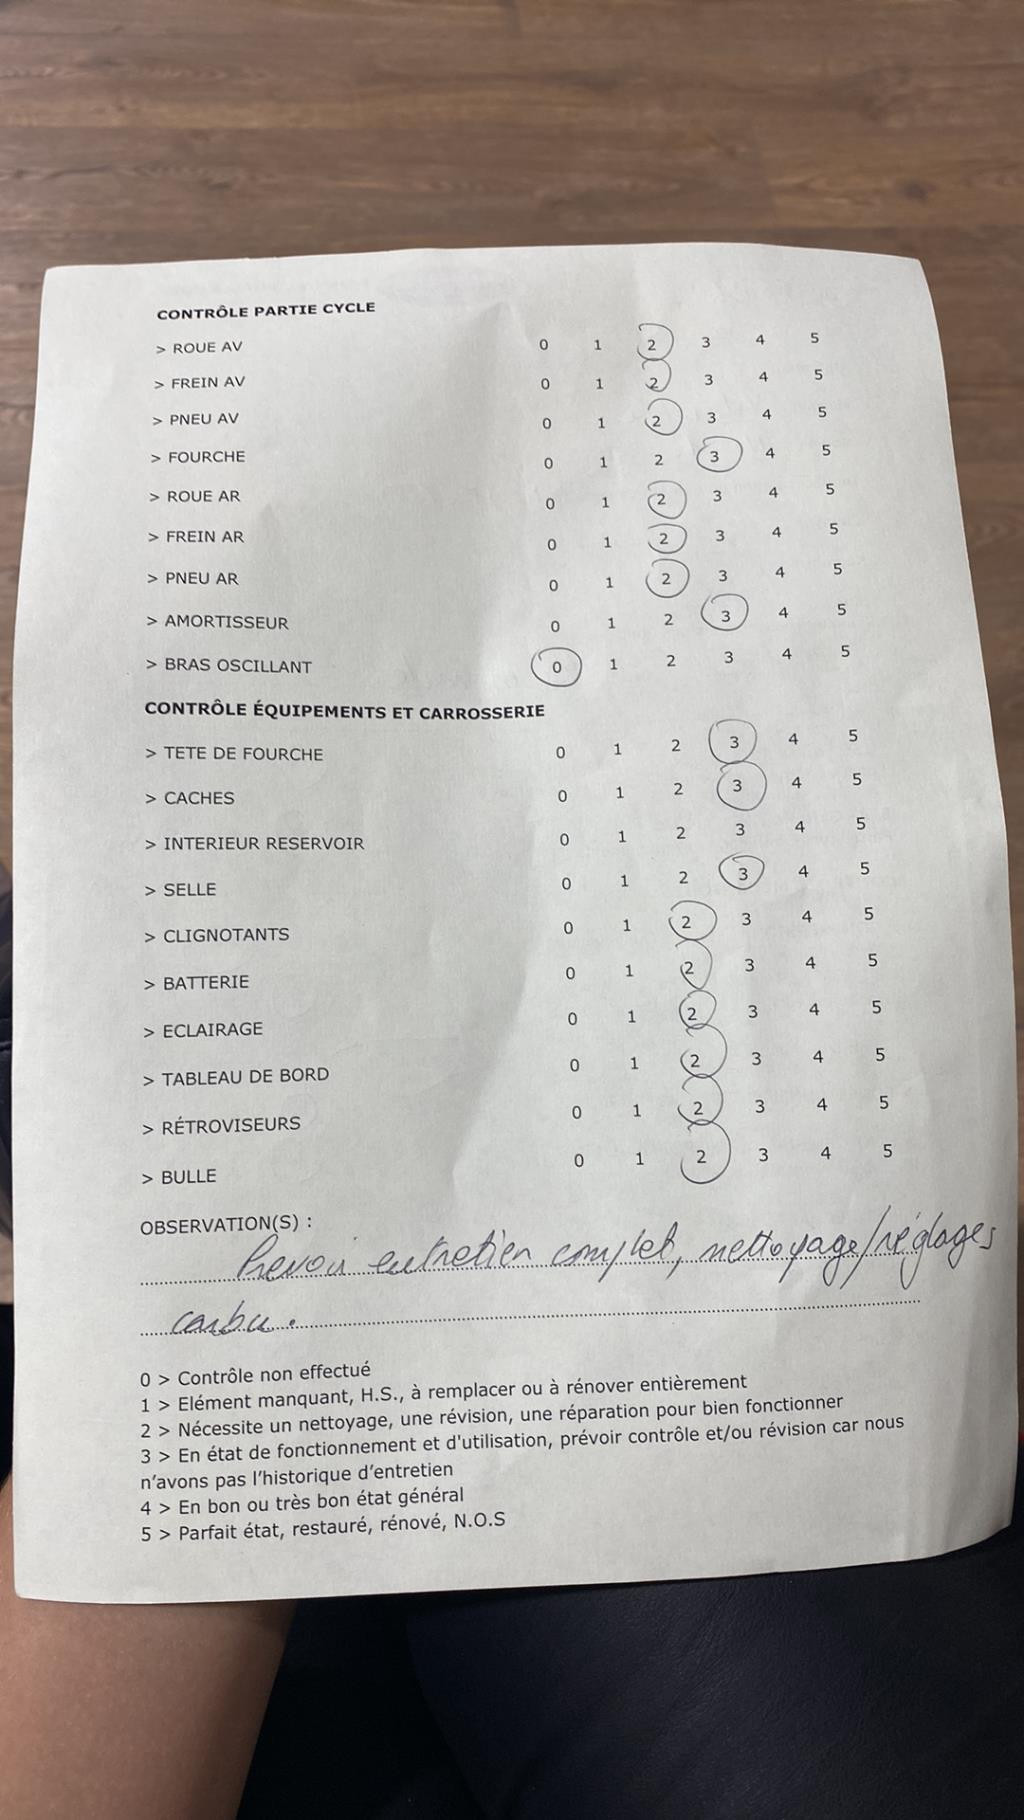 CONTRÔLE PARTIE CYCLE
> ROUE AV 0 1 2 3 4 5
> FREIN AV 0 1 2 3 4 5
> PNEU AV 0 1 2 3 4 5
> FOURCHE 0 1 2 3 4 5
> ROUE AR 0 1 2 3 4 5
> FREIN AR 0 1 2 3 4 5
> PNEU AR 0 1 2 3 4 5
> AMORTISSEUR 0 1 2 3 4 5
> BRAS OSCILLANT 0 1 2 3 4 5
CONTRÔLE ÉQUIPEMENTS ET CARROSSERIE
> TETE DE FOURCHE 0 1 2 3 4 5
> CACHES 0 1 2 3 4 5
> INTERIEUR RESERVOIR 0 1 2 3 4 5
> SELLE 0 1 2 3 4 5
> CLIGNOTANTS 0 1 2 3 4 5
> BATTERIE 0 1 2 3 4 5
> ECLAIRAGE 0 1 2 3 4 5
> TABLEAU DE BORD 0 1 2 3 4 5
> RÉTROVISEURS 0 1 2 3 4 5
> BULLE 0 1 2 3 4 5
OBSERVATION(S) :
Prevoir entretien complet, nettoyage/réglages
carbu.
0 > Contrôle non effectué
1 > Elément manquant, H.S., à remplacer ou à rénover entièrement
2 > Nécessite un nettoyage, une révision, une réparation pour bien fonctionner
3 > En état de fonctionnement et d'utilisation, prévoir contrôle et/ou révision car nous
n'avons pas l'historique d'entretien
4 > En bon ou très bon état général
5 > Parfait état, restauré, rénové, N.O.S